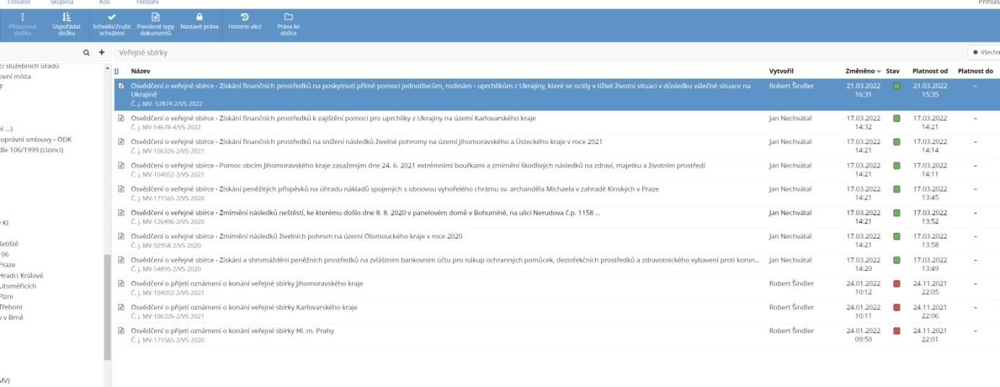 Uživatel Skupina Koš Hledání
Přesunout složku
Uspořádat složku
Schválit/Zrušit schválení
Povolené typy dokumentů
Nastavit práva
Historie akcí
Práva ke složce
Veřejné sbírky
Všechn
Název Vytvořil Změněno Stav Platnost od Platnost do
Osvědčení o veřejné sbírce - Získání finančních prostředků na poskytnutí přímé pomoci jednotlivcům, rodinám - uprchlíkům z Ukrajiny, které se ocitly v tíživé životní situaci v důsledku válečné situace na Robert Šindler 21.03.2022 21.03.2022 –
Ukrajině 16:31 15:35
Č. j. MV- 57874-2/VS-2022
Osvědčení o veřejné sbírce - Získání finančních prostředků k zajištění pomoci pro uprchlíky z Ukrajiny na území Karlovarského kraje Jan Nechvátal 17.03.2022 17.03.2022 –
Č. j. MV-54678-4/VS-2022 14:32 14:21
Osvědčení o veřejné sbírce - Získání finančních prostředků na snížení následků živelné pohromy na území Jihomoravského a Ústeckého kraje v roce 2021 Jan Nechvátal 17.03.2022 17.03.2022 –
Č. j. MV-106326-2/VS-2021 14:21 14:14
Osvědčení o veřejné sbírce - Pomoc obcím Jihomoravského kraje zasaženým dne 24. 6. 2021 extrémními bouřkami a zmírnění škodlivých následků na zdraví, majetku a životním prostředí Jan Nechvátal 17.03.2022 17.03.2022 –
Č. j. MV-104052-2/VS-2021 14:21 14:11
Osvědčení o veřejné sbírce - Získání peněžitých příspěvků na úhradu nákladů spojených s obnovou vyhořelého chrámu sv. archanděla Michaela v zahradě Kinských v Praze Jan Nechvátal 17.03.2022 17.03.2022 –
Č. j. MV-171565-2/VS-2020 14:21 13:45
Osvědčení o veřejné sbírce - Zmírnění následků neštěstí, ke kterému došlo dne 8. 8. 2020 v panelovém domě v Bohumíně, na ulici Nerudova č.p. 1158 ... Jan Nechvátal 17.03.2022 17.03.2022 –
Č. j. MV-126496-2/VS-2020 14:21 13:52
Osvědčení o veřejné sbírce - Zmírnění následků živelních pohrom na území Olomouckého kraje v roce 2020 Jan Nechvátal 17.03.2022 17.03.2022 –
Č. j. MV-92958-2/VS-2020 14:21 13:58
Osvědčení o veřejné sbírce - Získání a shromáždění peněžních prostředků na zvláštním bankovním účtu pro nákup ochranných pomůcek, dezinfekčních prostředků a zdravotnického vybavení proti koron... Jan Nechvátal 17.03.2022 17.03.2022 –
Č. j. MV-54895-2/VS-2020 14:20 13:49
Osvědčení o přijetí oznámení o konání veřejné sbírky Jihomoravského kraje Robert Šindler 24.01.2022 24.11.2021 –
Č. j. MV-104052-2/VS-2021 10:12 22:05
Osvědčení o přijetí oznámení o konání veřejné sbírky Karlovarského kraje Robert Šindler 24.01.2022 24.11.2021 –
Č. j. MV-106326-2/VS-2021 10:11 22:06
Osvědčení o přijetí oznámení o konání veřejné sbírky Hl. m. Prahy Robert Šindler 24.01.2022 24.11.2021 –
Č. j. MV-171565-2/VS-2020 09:50 22:01
cí služebních úřadů
ovní místa
P
ní ...)
oprávní smlouvy - ODK
dle 106/1999 (cizinci)
y KI
letiště
06
Praze
Hradci Králové
Litoměřicích
Plzni
Třeboni
v v Brně
MV)